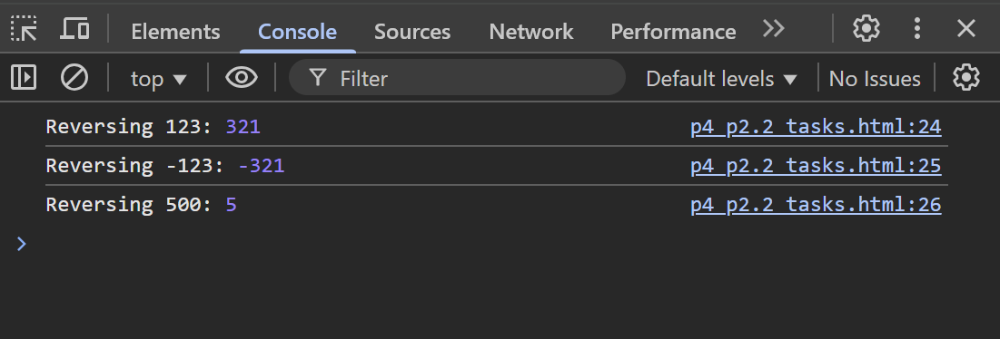 Elements Console Sources Network Performance
top Filter Default levels No Issues
Reversing 123: 321 p4_p2.2_tasks.html:24
Reversing -123: -321 p4_p2.2_tasks.html:25
Reversing 500: 5 p4_p2.2_tasks.html:26